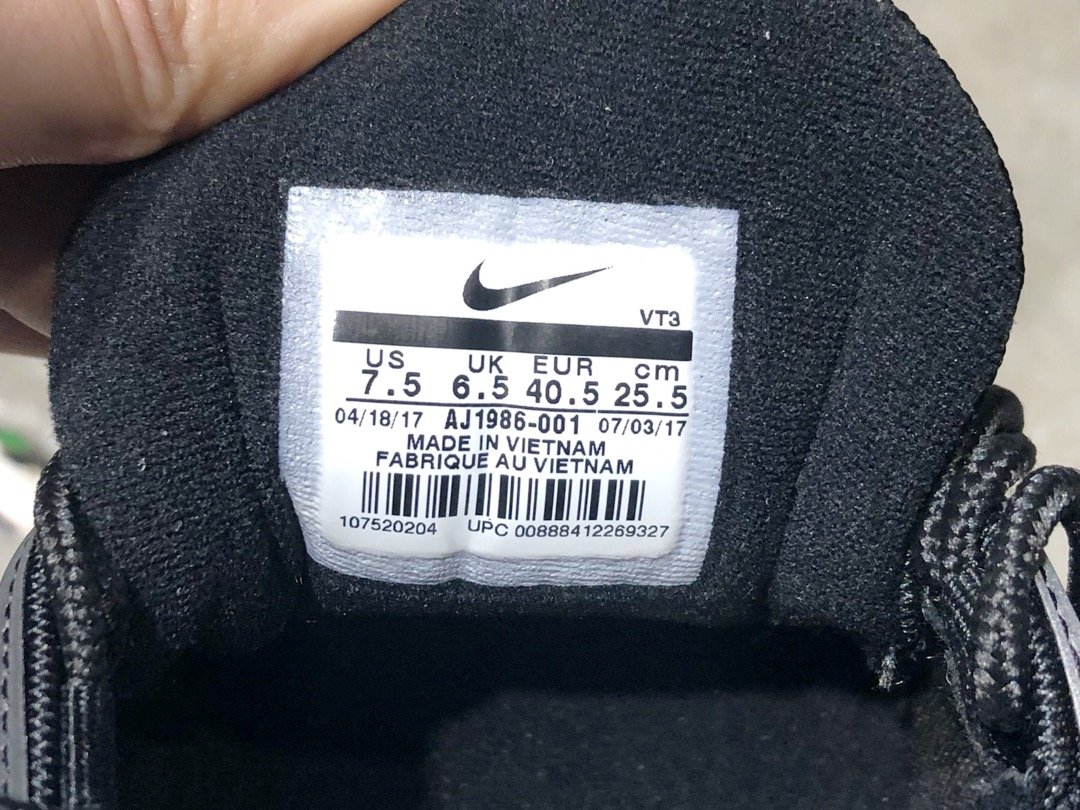 VT3
US UK EUR cm
7.5 6.5 40.5 25.5
04/18/17 AJ1986-001 07/03/17
MADE IN VIETNAM
FABRIQUE AU VIETNAM
107520204 UPC 00888412269327